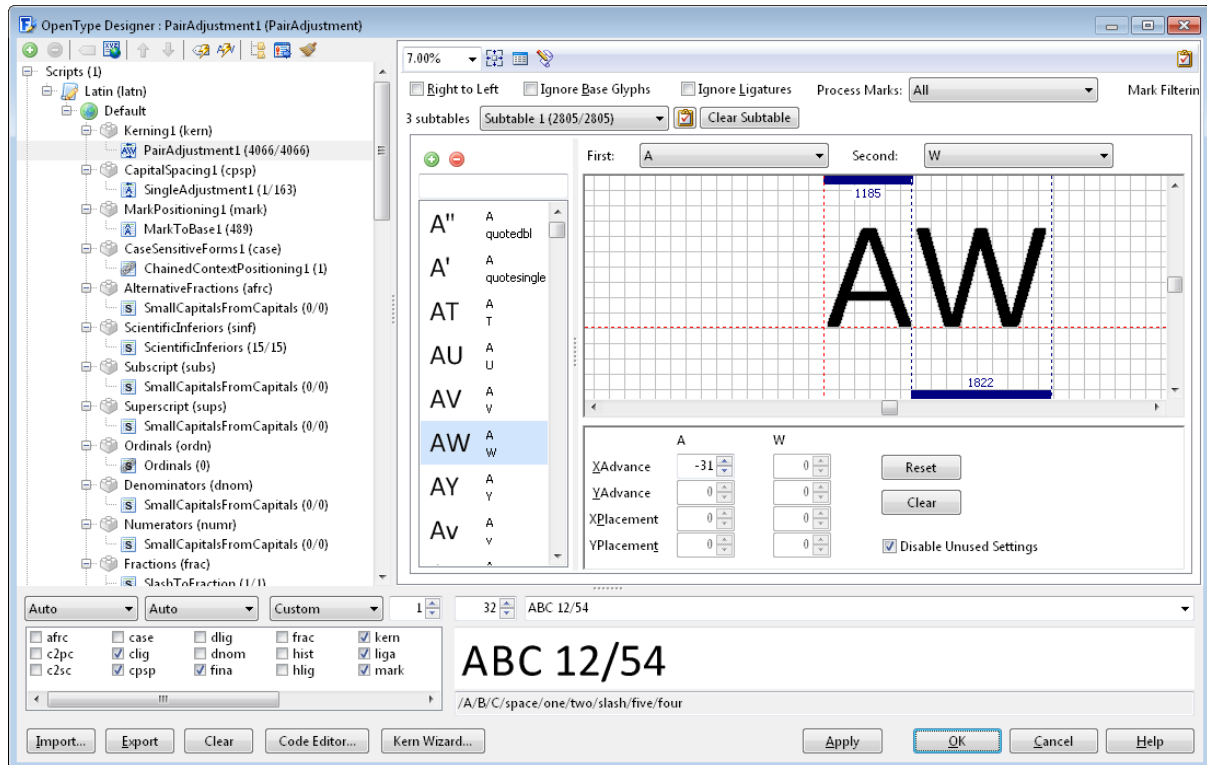 OpenType Designer : PairAdjustment1 (PairAdjustment)
Scripts (1)
Latin (latn)
Default
Kerning1 (kern)
PairAdjustment1 (4066/4066)
CapitalSpacing1 (cpsp)
SingleAdjustment1 (1/163)
MarkPositioning1 (mark)
MarkToBase1 (489)
CaseSensitiveForms1 (case)
ChainedContextPositioning1 (1)
AlternativeFractions (afrc)
SmallCapitalsFromCapitals (0/0)
ScientificInferiors (sinf)
ScientificInferiors (15/15)
Subscript (subs)
SmallCapitalsFromCapitals (0/0)
Superscript (sups)
SmallCapitalsFromCapitals (0/0)
Ordinals (ordn)
Ordinals (0)
Denominators (dnom)
SmallCapitalsFromCapitals (0/0)
Numerators (numr)
SmallCapitalsFromCapitals (0/0)
Fractions (frac)
SlashToFraction (1/1)
7.00%
Right to Left Ignore Base Glyphs Ignore Ligatures Process Marks: All Mark Filterin
3 subtables Subtable 1 (2805/2805) Clear Subtable
First: A Second: W
A" A quotedbl
A' A quotesingle
AT A T
AU A U
AV A V
AW A W
AY A Y
Av A v
1185
AW
1822
A W
XAdvance -31 0 Reset
YAdvance 0 0 Clear
XPlacement 0 0
YPlacement 0 0 Disable Unused Settings
Auto Auto Custom 1 32 ABC 12/54
afrc case dlig frac kern
c2pc clig dnom hist liga
c2sc cpsp fina hlig mark
ABC 12/54
/A/B/C/space/one/two/slash/five/four
Import... Export Clear Code Editor... Kern Wizard... Apply OK Cancel Help